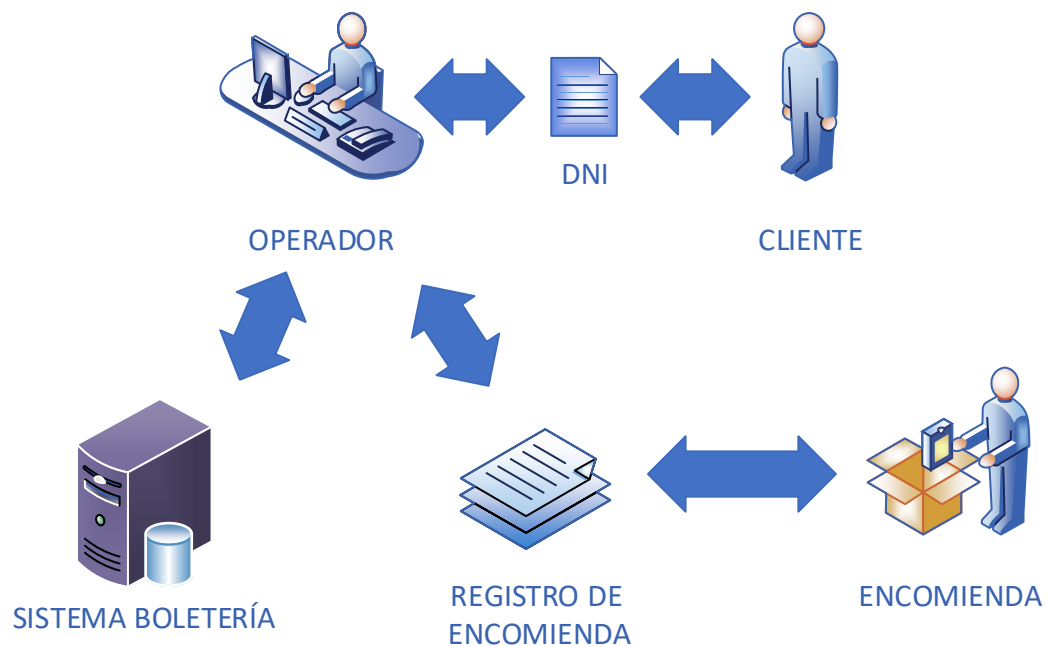 DNI
OPERADOR
CLIENTE
SISTEMA BOLETERÍA
REGISTRO DE
ENCOMIENDA
ENCOMIENDA